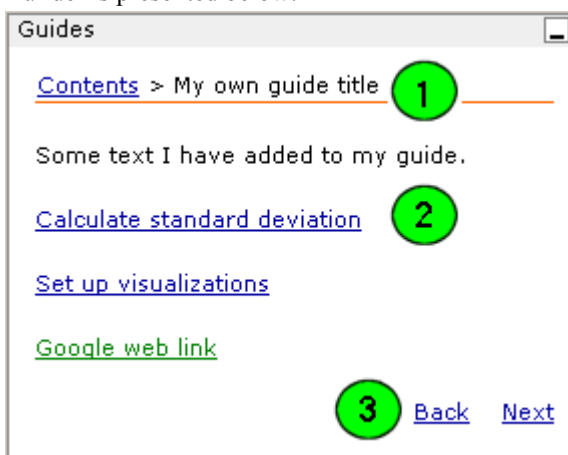 Guides
Contents > My own guide title 1
Some text I have added to my guide.
Calculate standard deviation 2
Set up visualizations
Google web link
3 Back Next